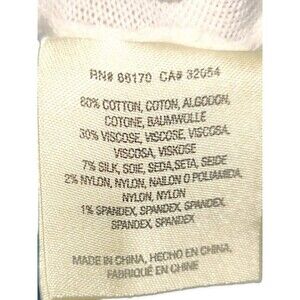 RN# 66170 CA# 32054
60% COTTON, COTON, ALGODON,
COTONE, BAUMWOLLE
30% VISCOSE, VISCOSE, VISCOSA,
VISCOSA, VISKOSE
7% SILK, SOIE, SEDA, SETA, SEIDE
2% NYLON, NYLON, NAILON O POLIAMIDA,
NYLON, NYLON
1% SPANDEX, SPANDEX, SPANDEX,
SPANDEX, SPANDEX
MADE IN CHINA, HECHO EN CHINA,
FABRIQUÉ EN CHINE